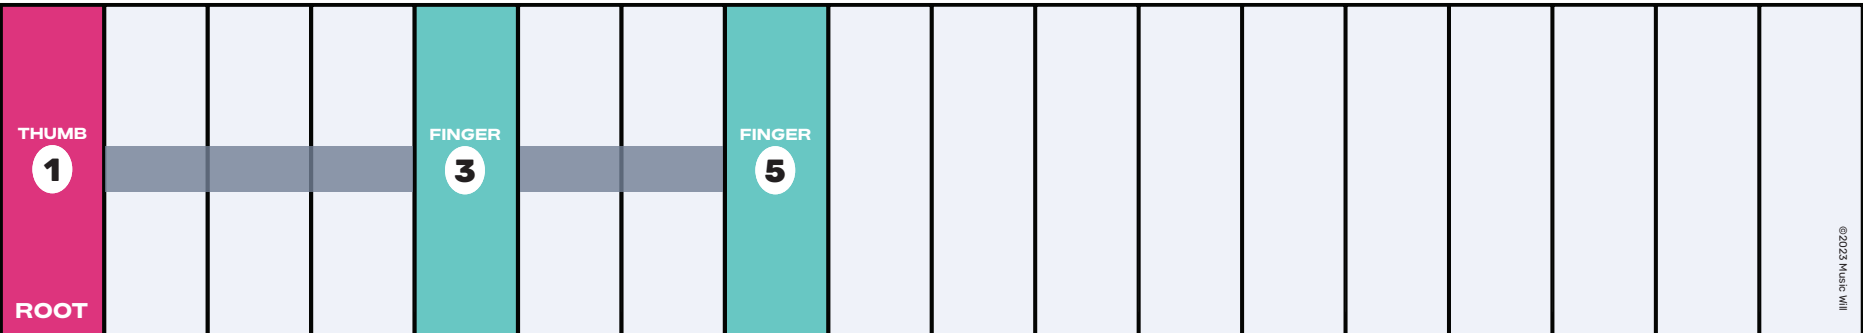 THUMB
1
ROOT
FINGER
3
FINGER
5
©2023 Music Will